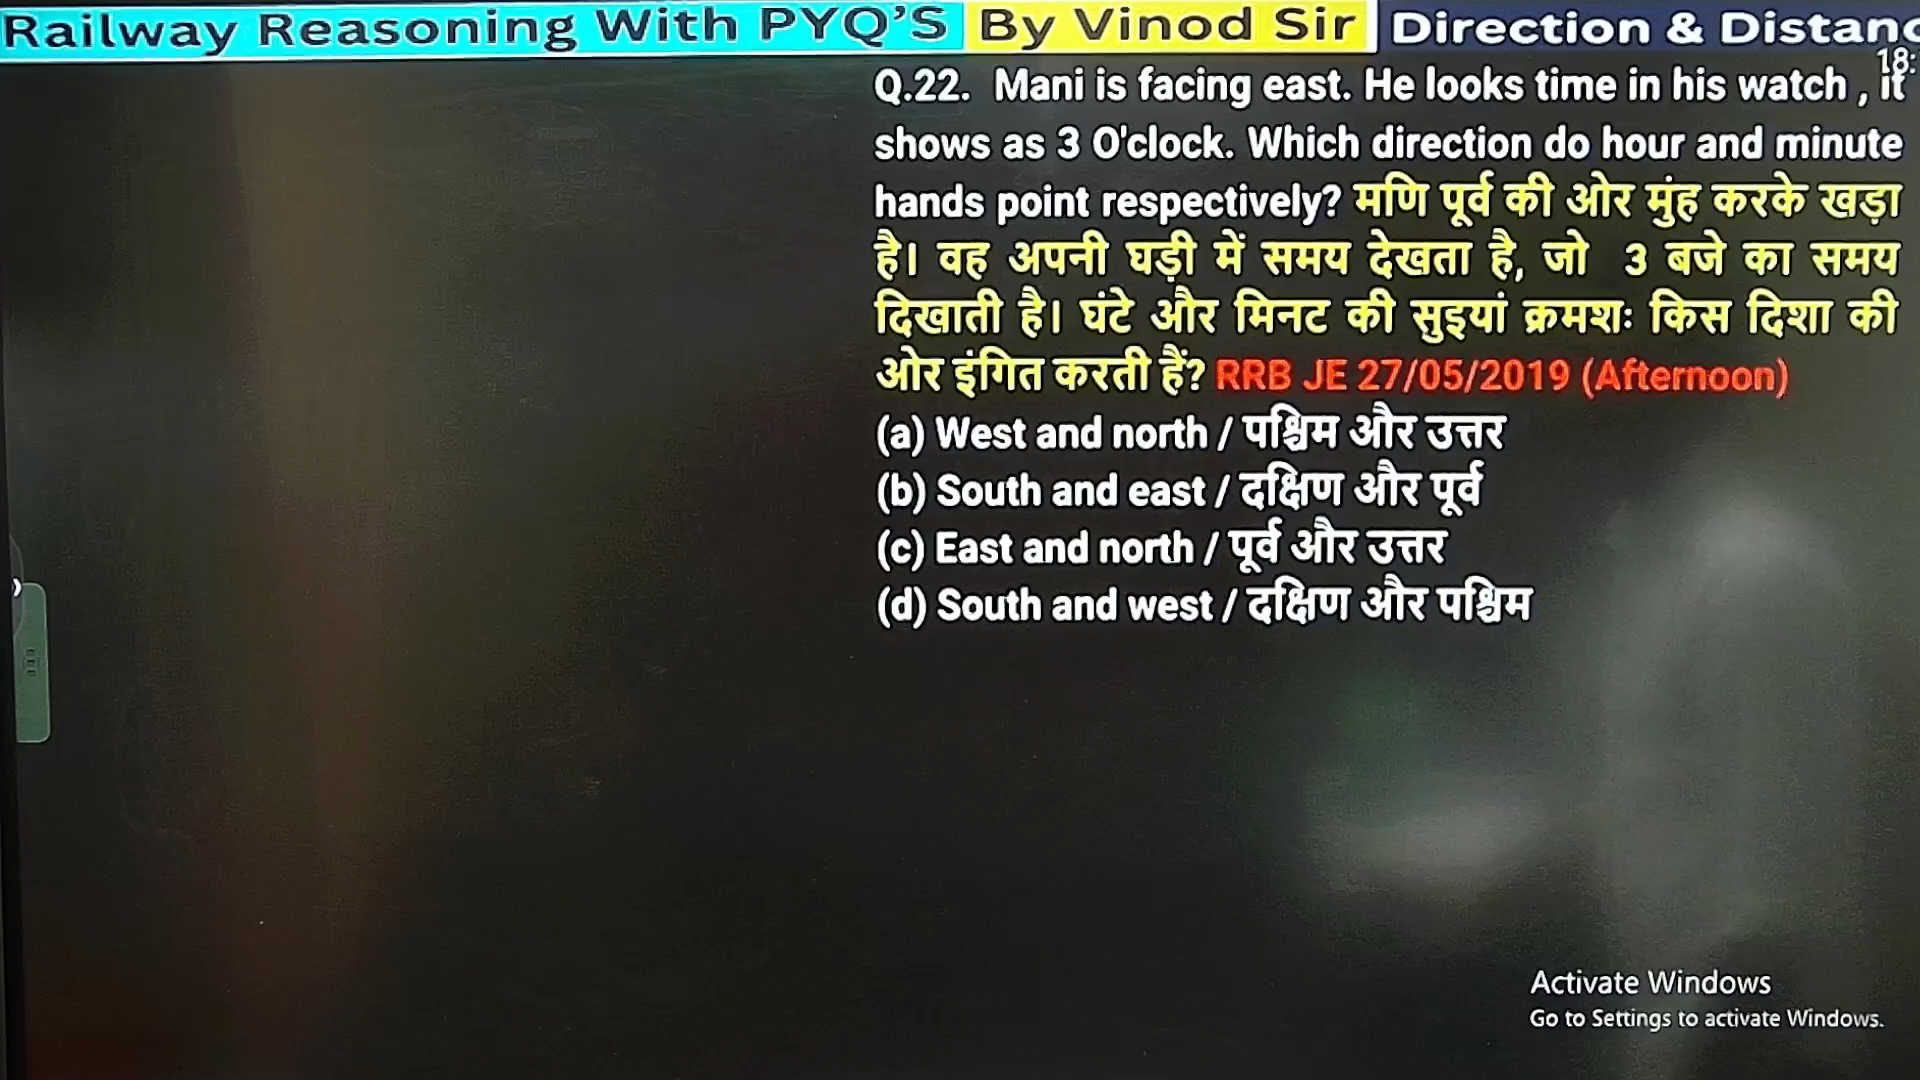 Railway Reasoning With PYQ'S By Vinod Sir Direction & Distanc
18:
Q.22. Mani is facing east. He looks time in his watch , it
shows as 3 O'clock. Which direction do hour and minute
hands point respectively? मणि पूर्व की ओर मुंह करके खड़ा
है। वह अपनी घड़ी में समय देखता है, जो 3 बजे का समय
दिखाती है। घंटे और मिनट की सुइयां क्रमशः किस दिशा की
ओर इंगित करती हैं? RRB JE 27/05/2019 (Afternoon)
(a) West and north / पश्चिम और उत्तर
(b) South and east / दक्षिण और पूर्व
(c) East and north / पूर्व और उत्तर
(d) South and west / दक्षिण और पश्चिम
Activate Windows
Go to Settings to activate Windows.